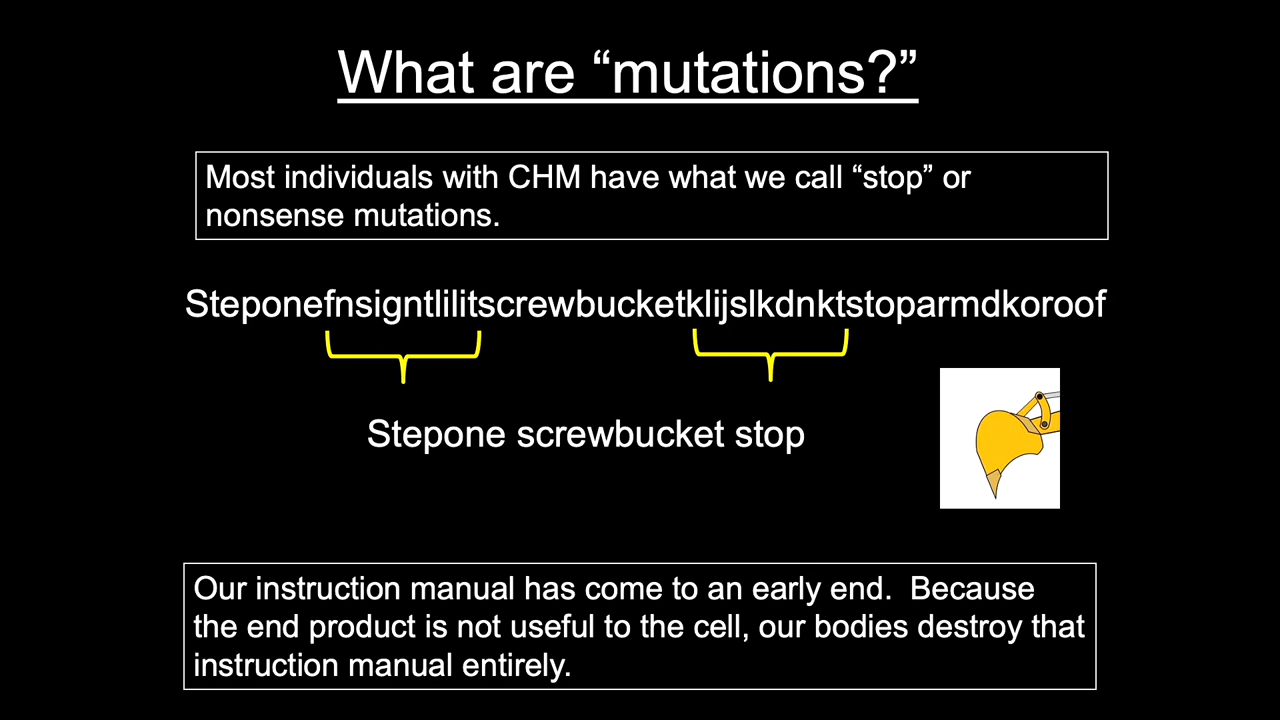 What are “mutations?”
Most individuals with CHM have what we call “stop” or
nonsense mutations.
Steponefnsigntlilitscrewbucketklijslkdnktstoparmdkoroof
Stepone screwbucket stop
Our instruction manual has come to an early end.  Because
the end product is not useful to the cell, our bodies destroy that
instruction manual entirely.